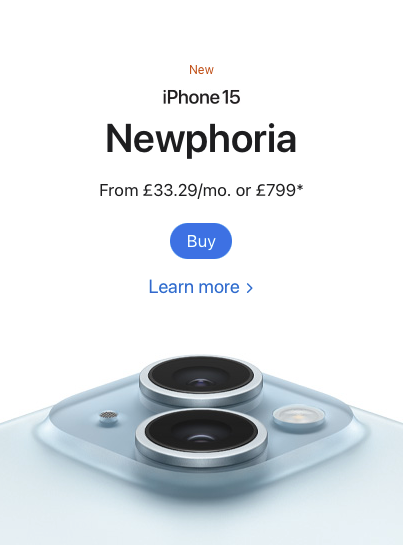 New
iPhone 15
Newphoria
From £33.29/mo. or £799*
Buy
Learn more >